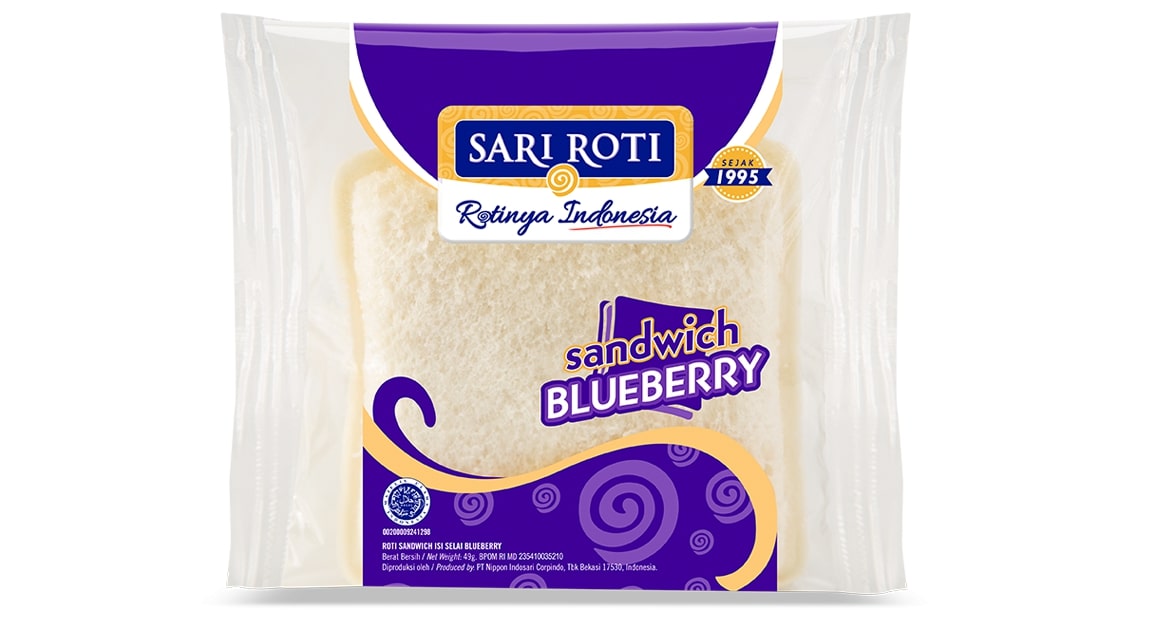 SARI ROTI
Rotinya Indonesia
SEJAK
1995
sandwich
BLUEBERRY
00200009241298
ROTI SANDWICH ISI SELAI BLUEBERRY
Berat Bersih / Net Weight: 49g. BPOM RI MD 235410035210
Diproduksi oleh / Produced by PT Nippon Indosari Corpindo, Tbk Bekasi 17530, Indonesia.